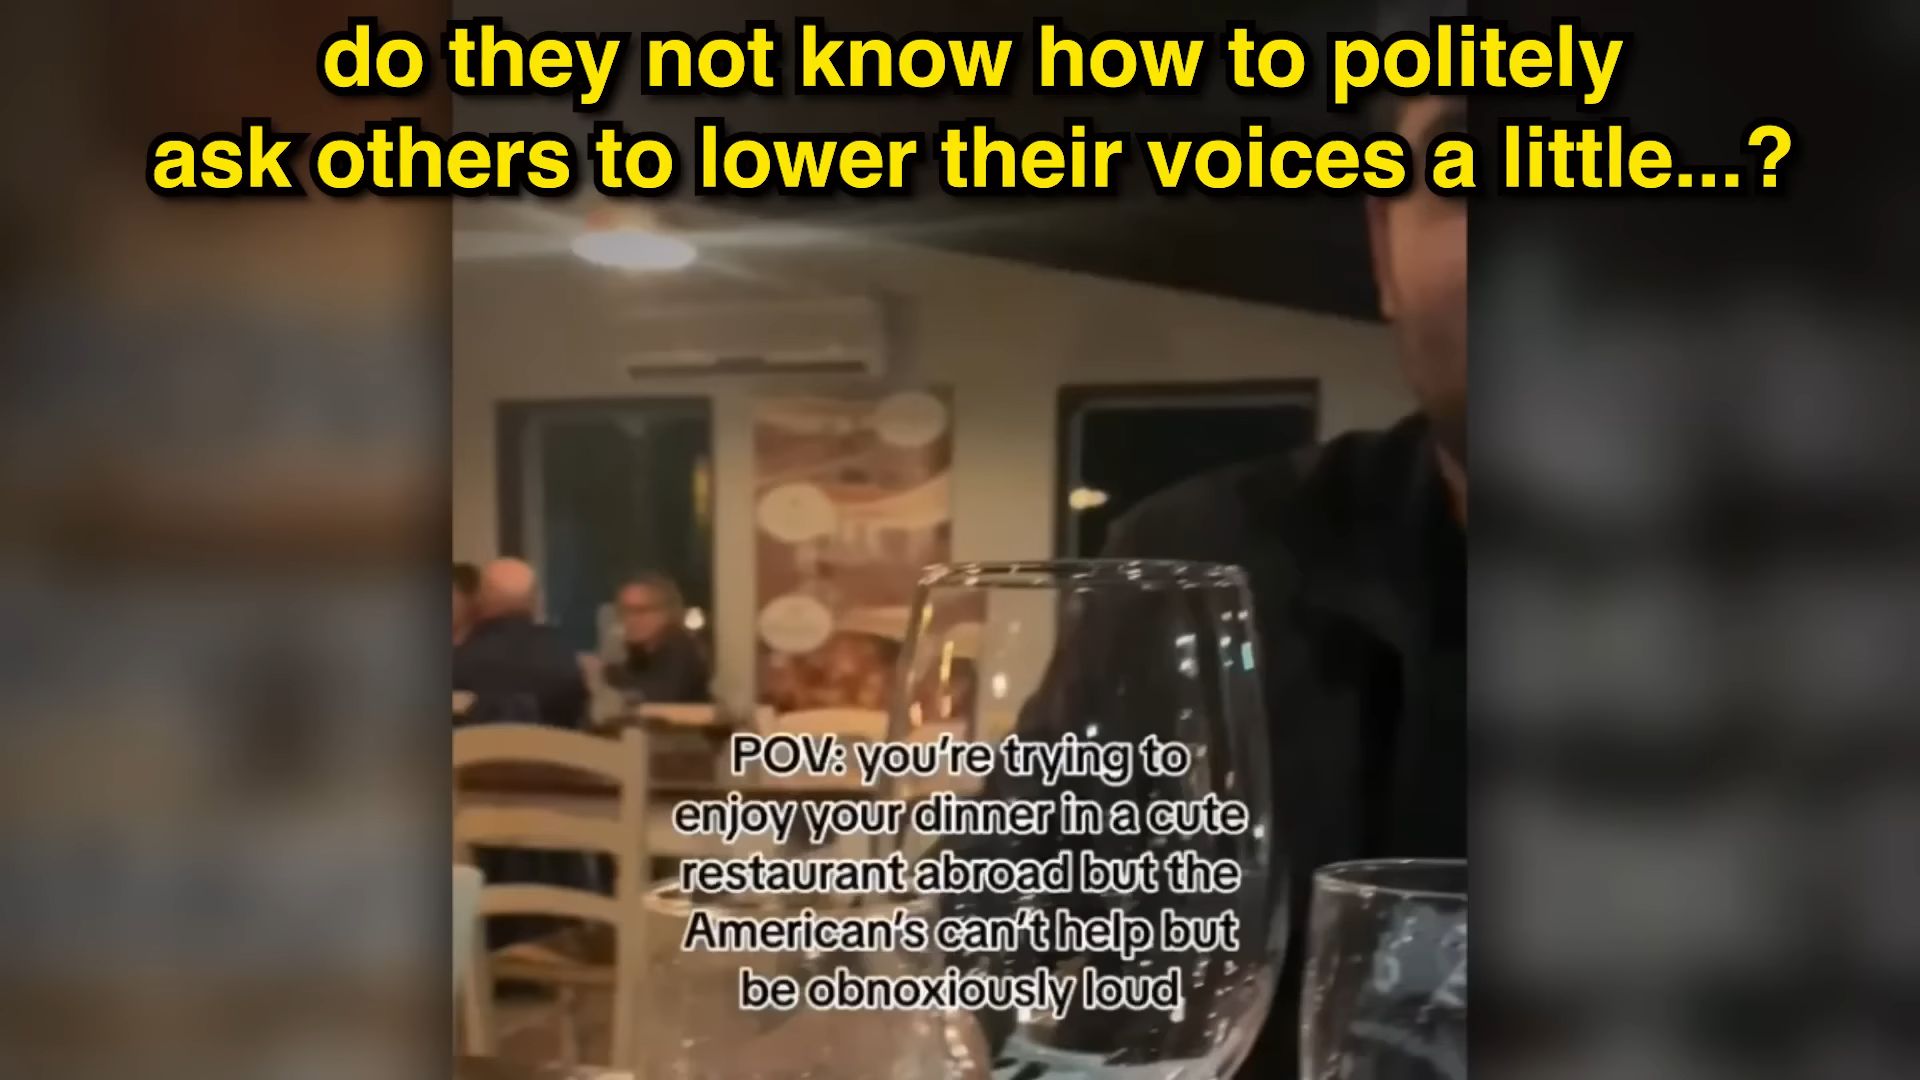 do they not know how to politely
ask others to lower their voices a little...?
POV: you're trying to
enjoy your dinner in a cute
restaurant abroad but the
American's can't help but
be obnoxiously loud